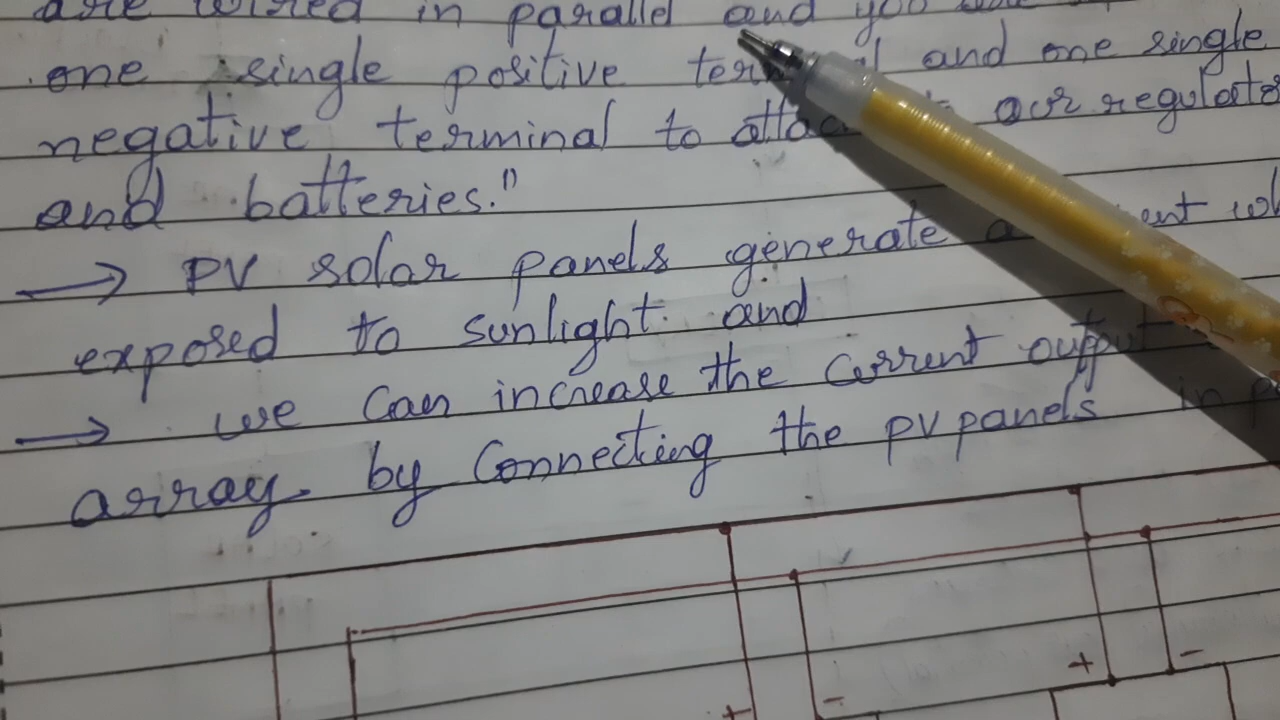 are wired in parallel and you
one single positive and one single
negative terminal to our regulator
and batteries."
→ PV solar panels generate
exposed to sunlight. and
→ we can increase the current output
array by connecting the PV panels in
+ -
+ -